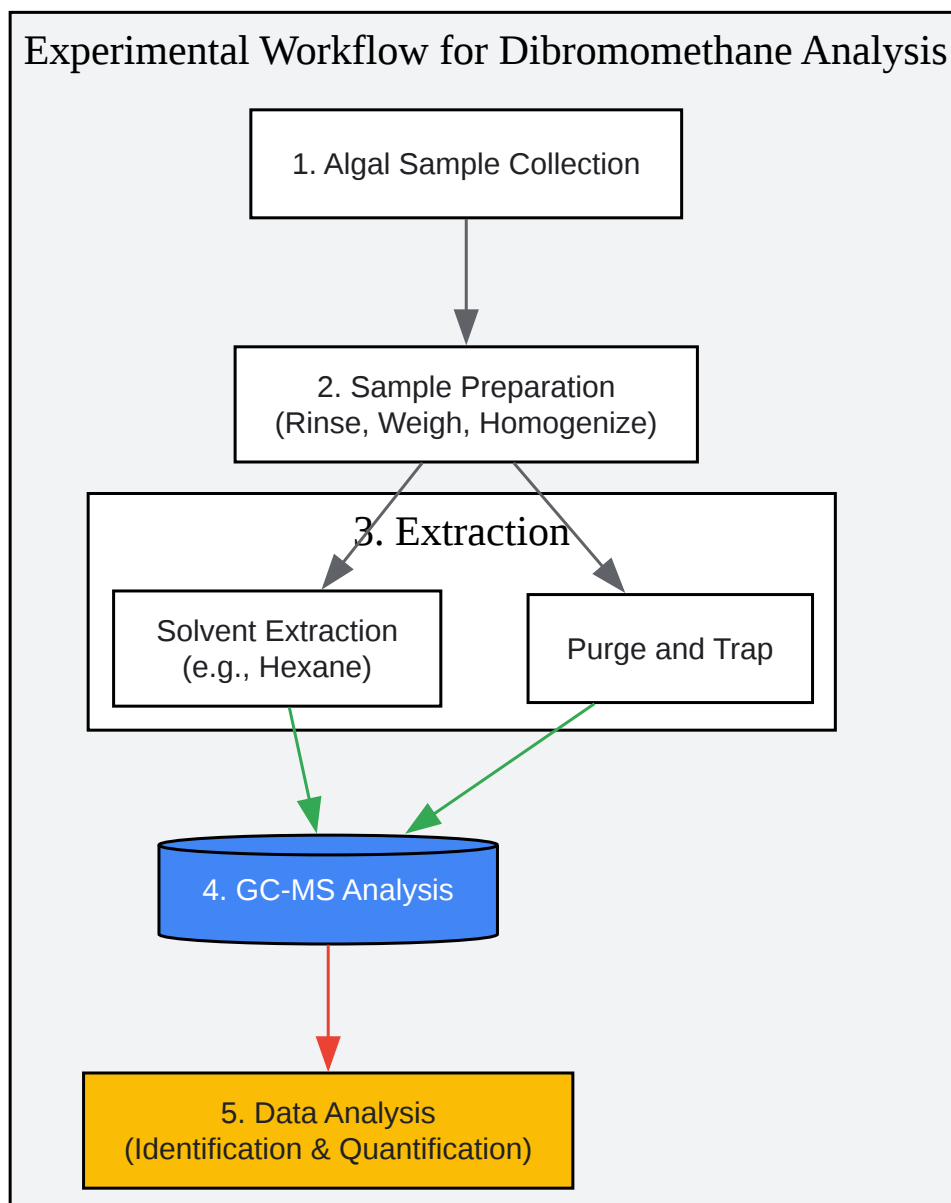 Experimental Workflow for Dibromomethane Analysis
1. Algal Sample Collection
2. Sample Preparation
(Rinse, Weigh, Homogenize)
3. Extraction
Solvent Extraction
(e.g., Hexane)
Purge and Trap
4. GC-MS Analysis
5. Data Analysis
(Identification & Quantification)